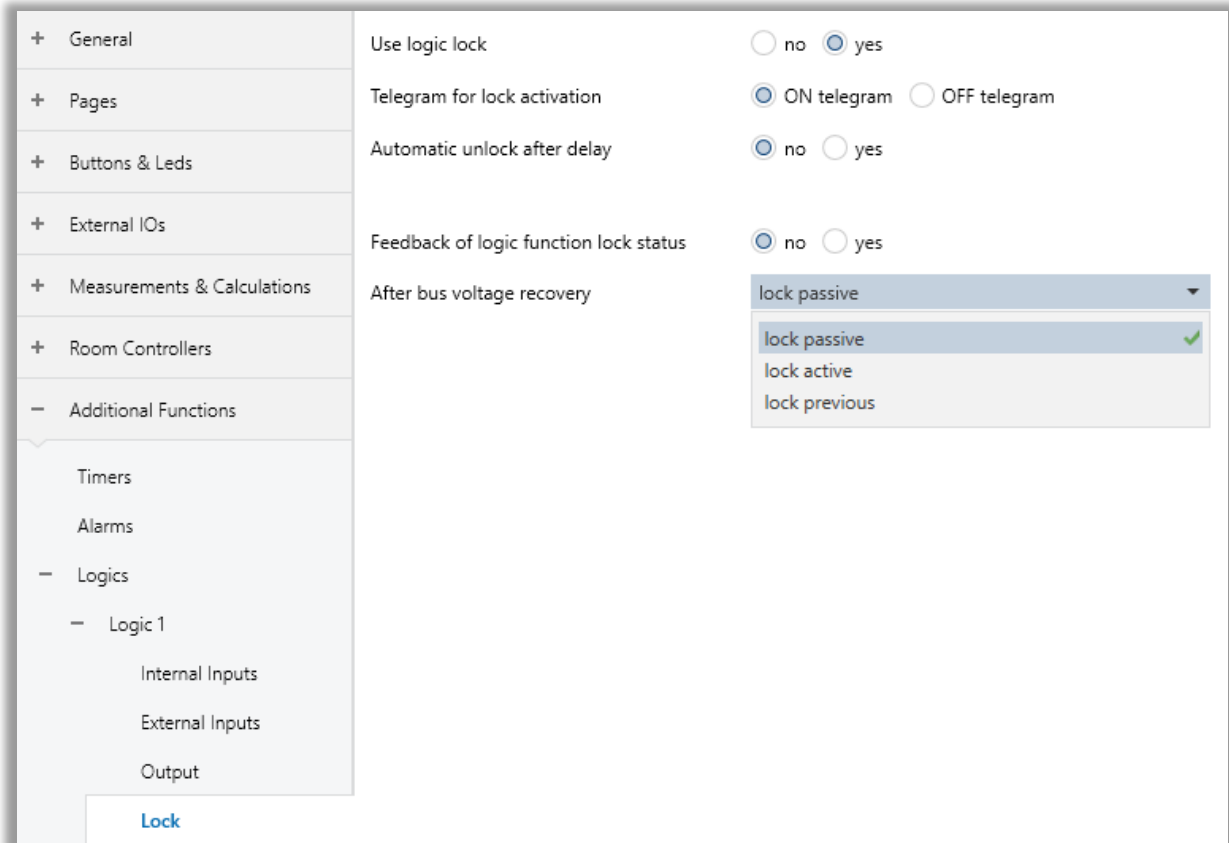 General
Pages
Buttons & Leds
External IOs
Measurements & Calculations
Room Controllers
Additional Functions
Timers
Alarms
Logics
Logic 1
Internal Inputs
External Inputs
Output
Lock
Use logic lock no yes
Telegram for lock activation ON telegram OFF telegram
Automatic unlock after delay no yes
Feedback of logic function lock status no yes
After bus voltage recovery lock passive
lock passive
lock active
lock previous